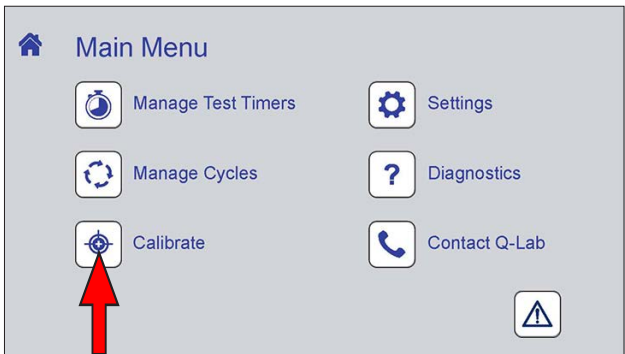 Main Menu
Manage Test Timers
Settings
Manage Cycles
?
Diagnostics
Calibrate
Contact Q-Lab